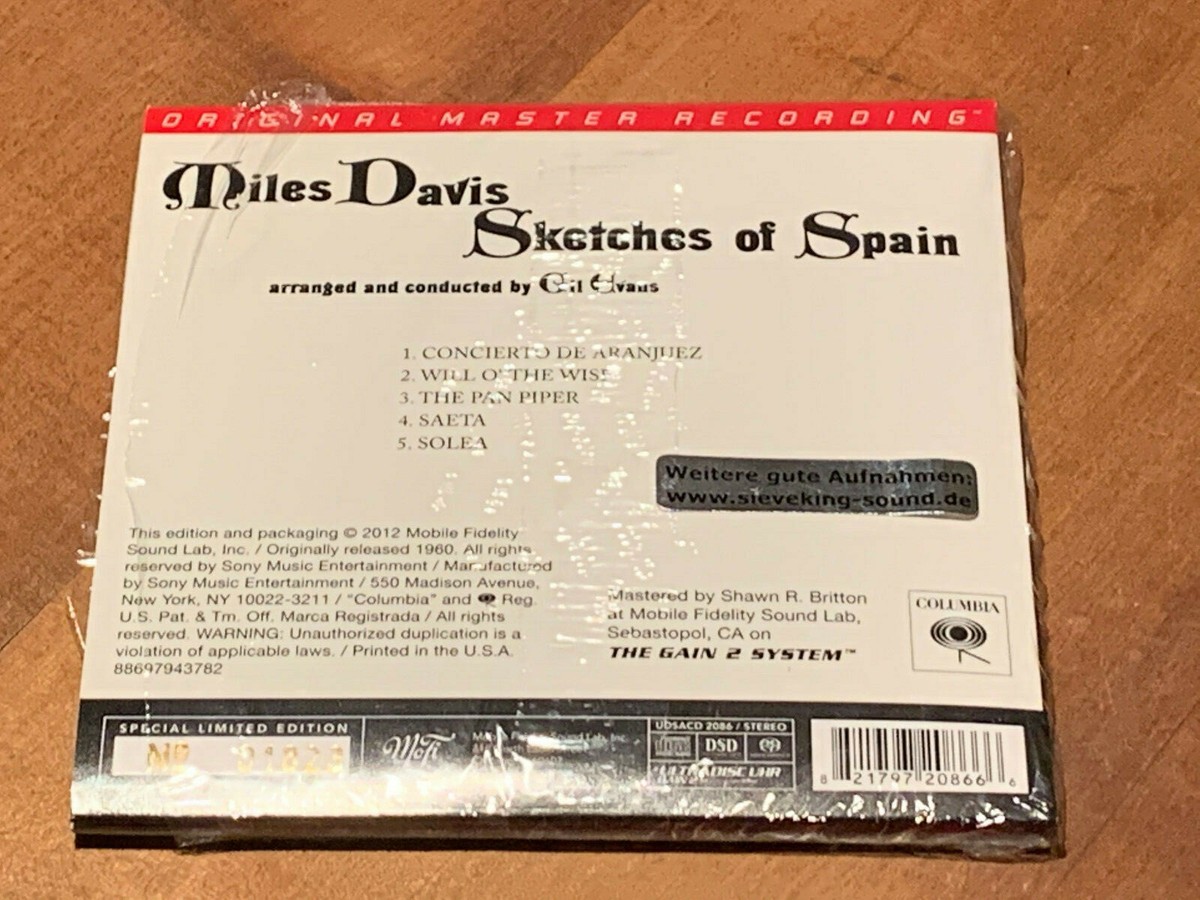 ORIGINAL MASTER RECORDING™
Miles Davis
Sketches of Spain
arranged and conducted by Gil Evans
1. CONCIERTO DE ARANJUEZ
2. WILL O' THE WISP
3. THE PAN PIPER
4. SAETA
5. SOLEA
Weitere gute Aufnahmen:
www.sieveking-sound.de
This edition and packaging © 2012 Mobile Fidelity
Sound Lab, Inc. / Originally released 1960. All rights
reserved by Sony Music Entertainment / Manufactured
by Sony Music Entertainment / 550 Madison Avenue,
New York, NY 10022-3211 / "Columbia" and Reg.
U.S. Pat. & Tm. Off. Marca Registrada / All rights
reserved. WARNING: Unauthorized duplication is a
violation of applicable laws. / Printed in the U.S.A.
88697943782
Mastered by Shawn R. Britton
at Mobile Fidelity Sound Lab,
Sebastopol, CA on
THE GAIN 2 SYSTEM™
COLUMBIA
SPECIAL LIMITED EDITION
MoFi
Sound Lab, Inc.
UDSACD 2086 / STEREO
DSD
ULTRADISC UHR
8 21797 20866 6